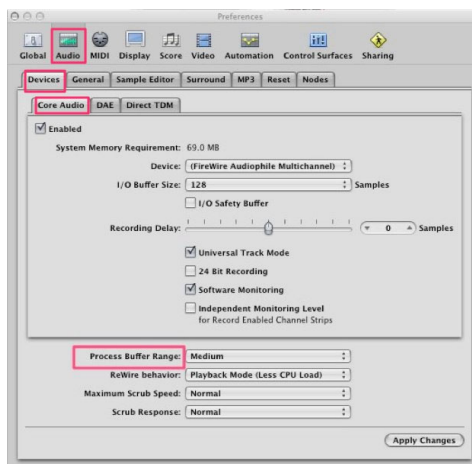 Preferences
Global Audio MIDI Display Score Video Automation Control Surfaces Sharing
Devices General Sample Editor Surround MP3 Reset Nodes
Core Audio DAE Direct TDM
Enabled
System Memory Requirement: 69.0 MB
Device: (FireWire Audiophile Multichannel)
I/O Buffer Size: 128 Samples
I/O Safety Buffer
Recording Delay: 0 Samples
Universal Track Mode
24 Bit Recording
Software Monitoring
Independent Monitoring Level
for Record Enabled Channel Strips
Process Buffer Range: Medium
ReWire behavior: Playback Mode (Less CPU Load)
Maximum Scrub Speed: Normal
Scrub Response: Normal
Apply Changes